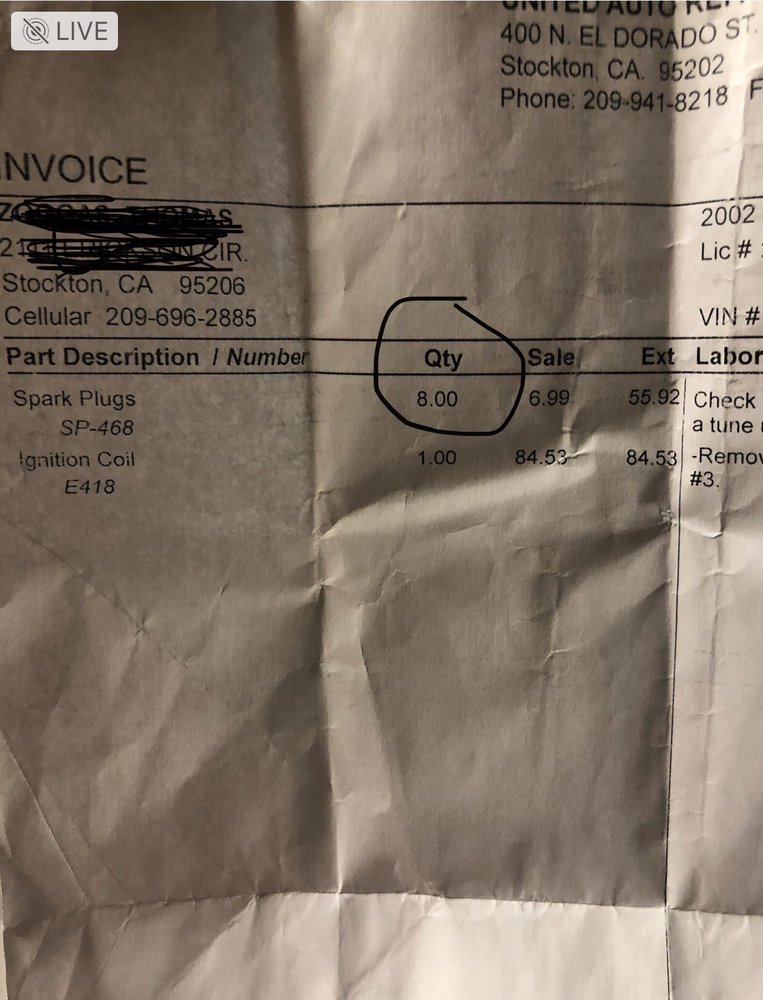 LIVE
UNITED AUTO
400 N. EL DORADO ST.
Stockton, CA. 95202
Phone: 209-941-8218 F
NVOICE
CIR.
Stockton, CA 95206
Cellular 209-696-2885
2002
Lic #
VIN #
Part Description / Number Qty Sale Ext Labor
Spark Plugs 8.00 6.99 55.92 Check
SP-468 a tune
Ignition Coil 1.00 84.53 84.53 -Remov
E418 #3.